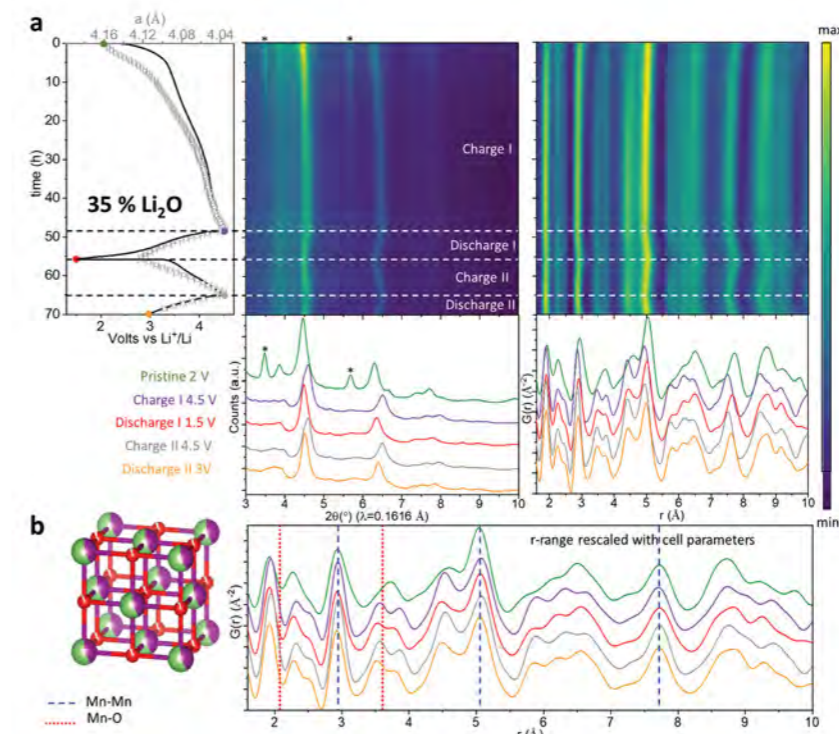 a
a (Å)
4.16 4.12 4.08 4.04
* *
max
0
10
20
30
40
50
60
70
time (h)
35 % Li₂O
Charge I
Discharge I
Charge II
Discharge II
2 3 4
Volts vs Li⁺/Li
Pristine 2 V
Charge I 4.5 V
Discharge I 1.5 V
Charge II 4.5 V
Discharge II 3V
Counts (a.u.)
* *
G(r) (Å⁻²)
3 4 5 6 7 8 9 10
2θ(°) (λ=0.1616 Å)
2 3 4 5 6 7 8 9 10
r (Å)
min
b
r-range rescaled with cell parameters
G(r) (Å⁻²)
Mn-Mn
Mn-O
2 3 4 5 6 7 8 9 10
r (Å)